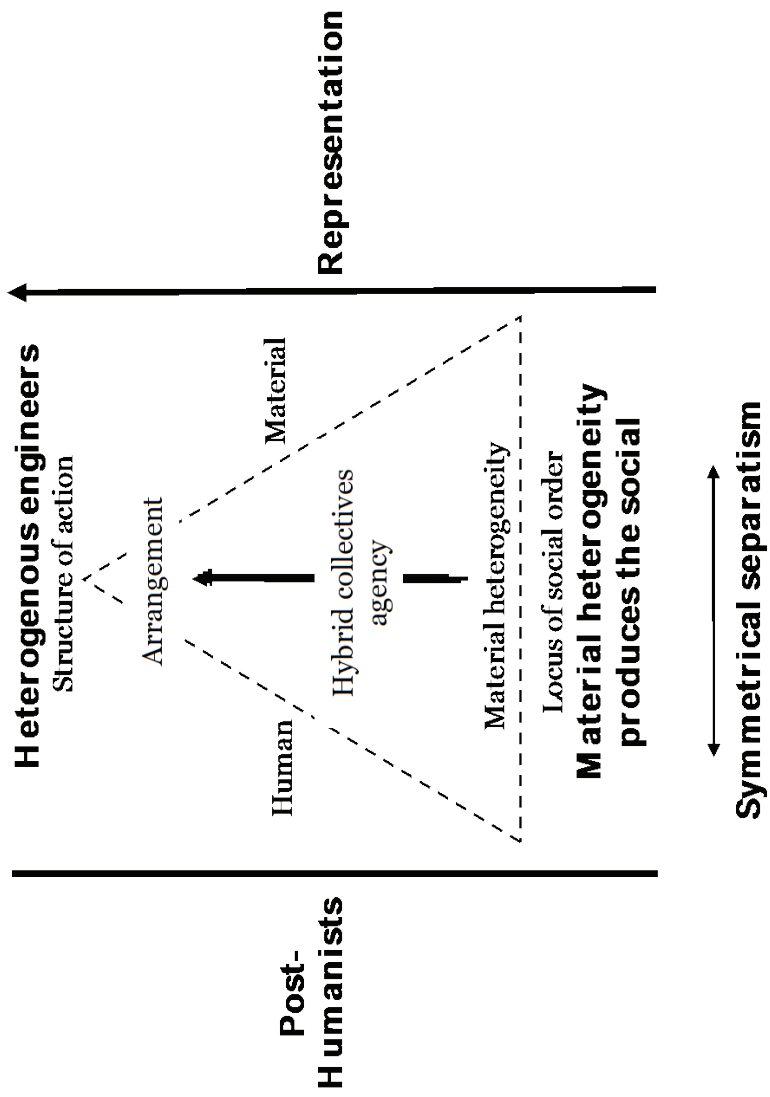 Heterogenous engineers
Structure of action
Arrangement
Human
Material
Post-
Humanists
Hybrid collectives
agency
Representation
Material heterogeneity
Locus of social order
Material heterogeneity
produces the social
Symmetrical separatism